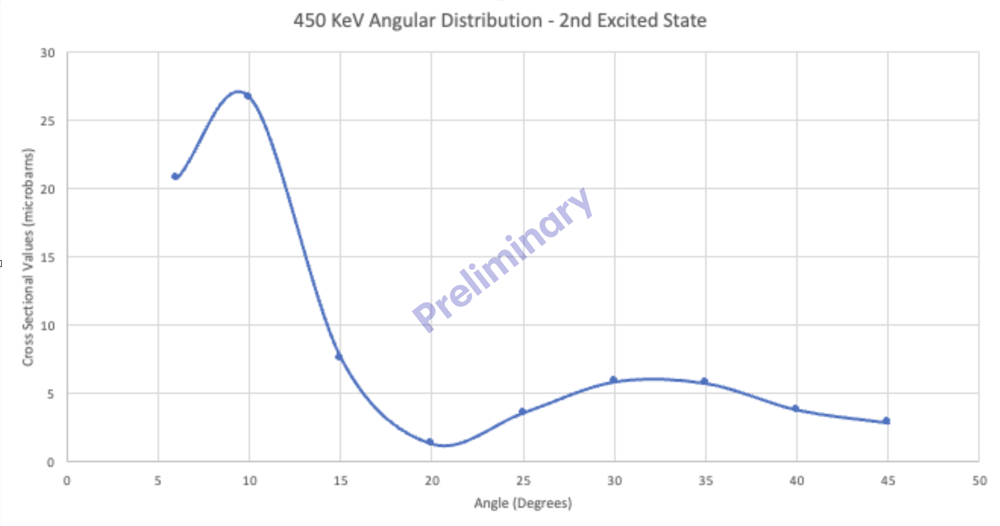 450 KeV Angular Distribution - 2nd Excited State
30
25
20
15
10
5
0
Cross Sectional Values (microbarns)
Preliminary
0 5 10 15 20 25 30 35 40 45 50
Angle (Degrees)